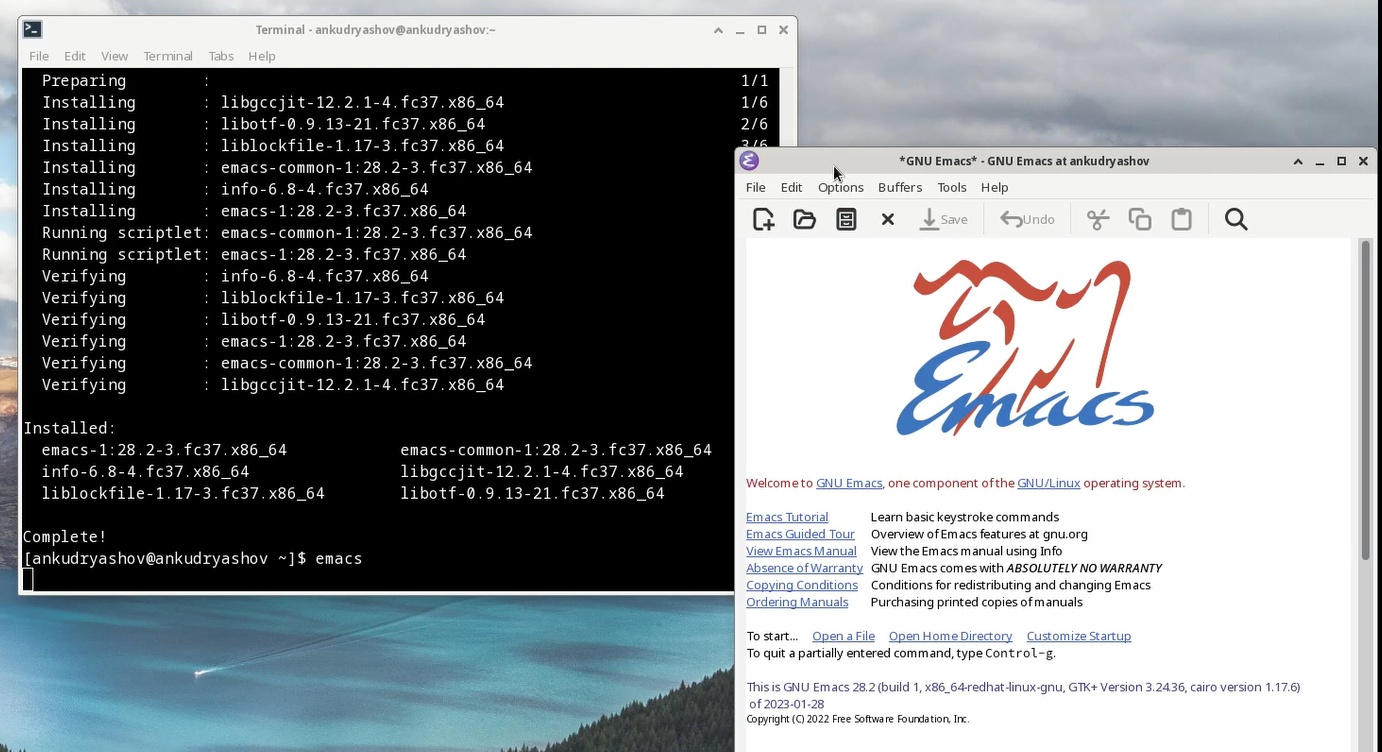 Terminal - ankudryashov@ankudryashov:~
File Edit View Terminal Tabs Help
Preparing : 1/1
Installing : libgccjit-12.2.1-4.fc37.x86_64 1/6
Installing : libotf-0.9.13-21.fc37.x86_64 2/6
Installing : liblockfile-1.17-3.fc37.x86_64 3/6
Installing : emacs-common-1:28.2-3.fc37.x86_64
Installing : info-6.8-4.fc37.x86_64
Installing : emacs-1:28.2-3.fc37.x86_64
Running scriptlet: emacs-common-1:28.2-3.fc37.x86_64
Running scriptlet: emacs-1:28.2-3.fc37.x86_64
Verifying : info-6.8-4.fc37.x86_64
Verifying : liblockfile-1.17-3.fc37.x86_64
Verifying : libotf-0.9.13-21.fc37.x86_64
Verifying : emacs-1:28.2-3.fc37.x86_64
Verifying : emacs-common-1:28.2-3.fc37.x86_64
Verifying : libgccjit-12.2.1-4.fc37.x86_64
Installed:
emacs-1:28.2-3.fc37.x86_64 emacs-common-1:28.2-3.fc37.x86_64
info-6.8-4.fc37.x86_64 libgccjit-12.2.1-4.fc37.x86_64
liblockfile-1.17-3.fc37.x86_64 libotf-0.9.13-21.fc37.x86_64
Complete!
[ankudryashov@ankudryashov ~]$ emacs
*GNU Emacs* - GNU Emacs at ankudryashov
File Edit Options Buffers Tools Help
Save Undo
Emacs
Welcome to GNU Emacs, one component of the GNU/Linux operating system.
Emacs Tutorial Learn basic keystroke commands
Emacs Guided Tour Overview of Emacs features at gnu.org
View Emacs Manual View the Emacs manual using Info
Absence of Warranty GNU Emacs comes with ABSOLUTELY NO WARRANTY
Copying Conditions Conditions for redistributing and changing Emacs
Ordering Manuals Purchasing printed copies of manuals
To start... Open a File Open Home Directory Customize Startup
To quit a partially entered command, type Control-g.
This is GNU Emacs 28.2 (build 1, x86_64-redhat-linux-gnu, GTK+ Version 3.24.36, cairo version 1.17.6)
of 2023-01-28
Copyright (C) 2022 Free Software Foundation, Inc.